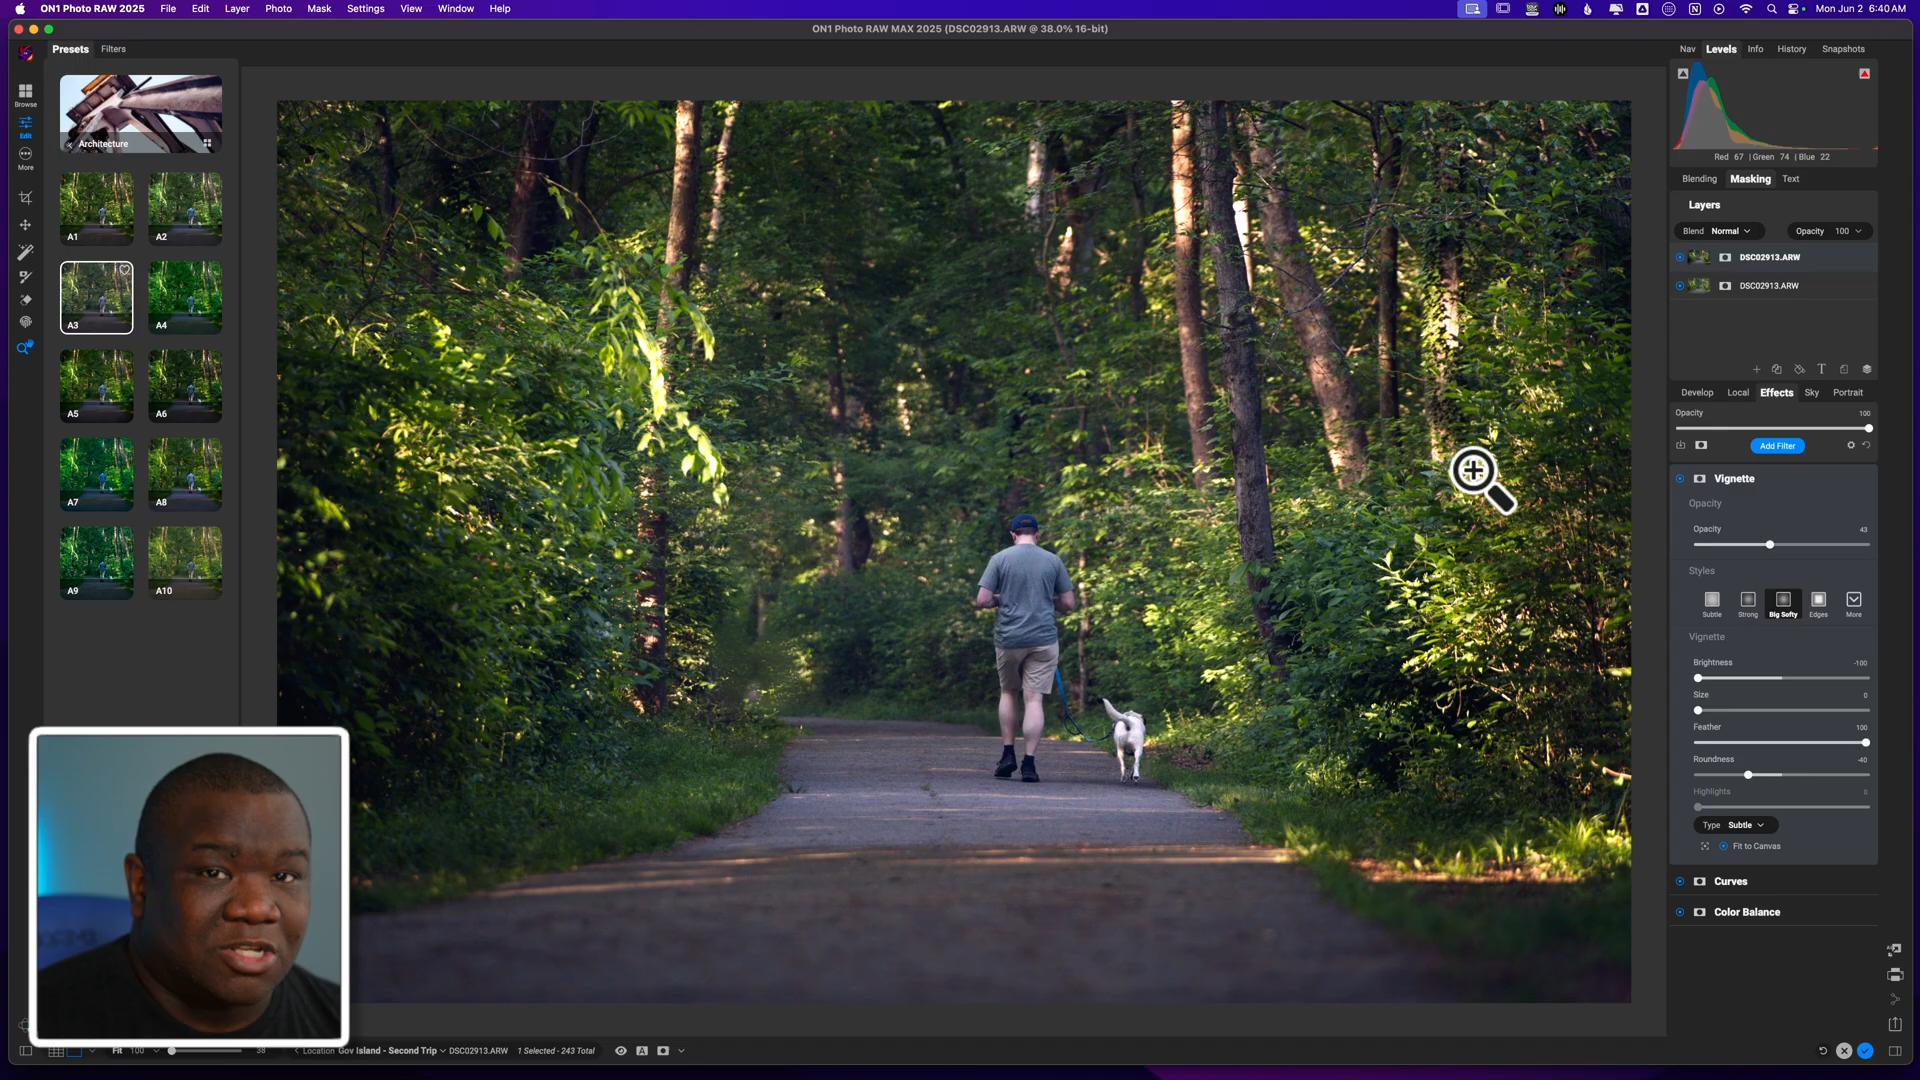 ON1 Photo RAW 2025 File Edit Layer Photo Mask Settings View Window Help
Mon Jun 2 6:40 AM
ON1 Photo RAW MAX 2025 (DSC02913.ARW @ 38.0% 16-bit)
Presets Filters
Nav Levels Info History Snapshots
Browse
Edit
More
Architecture
A1 A2
A3 A4
A5 A6
A7 A8
A9 A10
Red 67 | Green 74 | Blue 22
Blending Masking Text
Layers
Blend Normal Opacity 100
DSC02913.ARW
DSC02913.ARW
Develop Local Effects Sky Portrait
Opacity 100
Add Filter
Vignette
Opacity
Opacity 43
Styles
Subtle Strong Big Softy Edges More
Vignette
Brightness -100
Size 0
Feather 100
Roundness -40
Highlights 0
Type Subtle
Fit to Canvas
Curves
Color Balance
Fit 100 38 Location Gov Island - Second Trip DSC02913.ARW 1 Selected - 243 Total